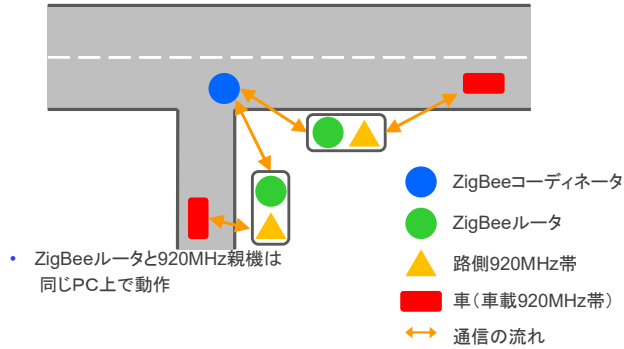 ZigBeeコーディネータ
ZigBeeルータ
路側920MHz帯
車（車載920MHz帯）
通信の流れ
• ZigBeeルータと920MHz親機は
同じPC上で動作